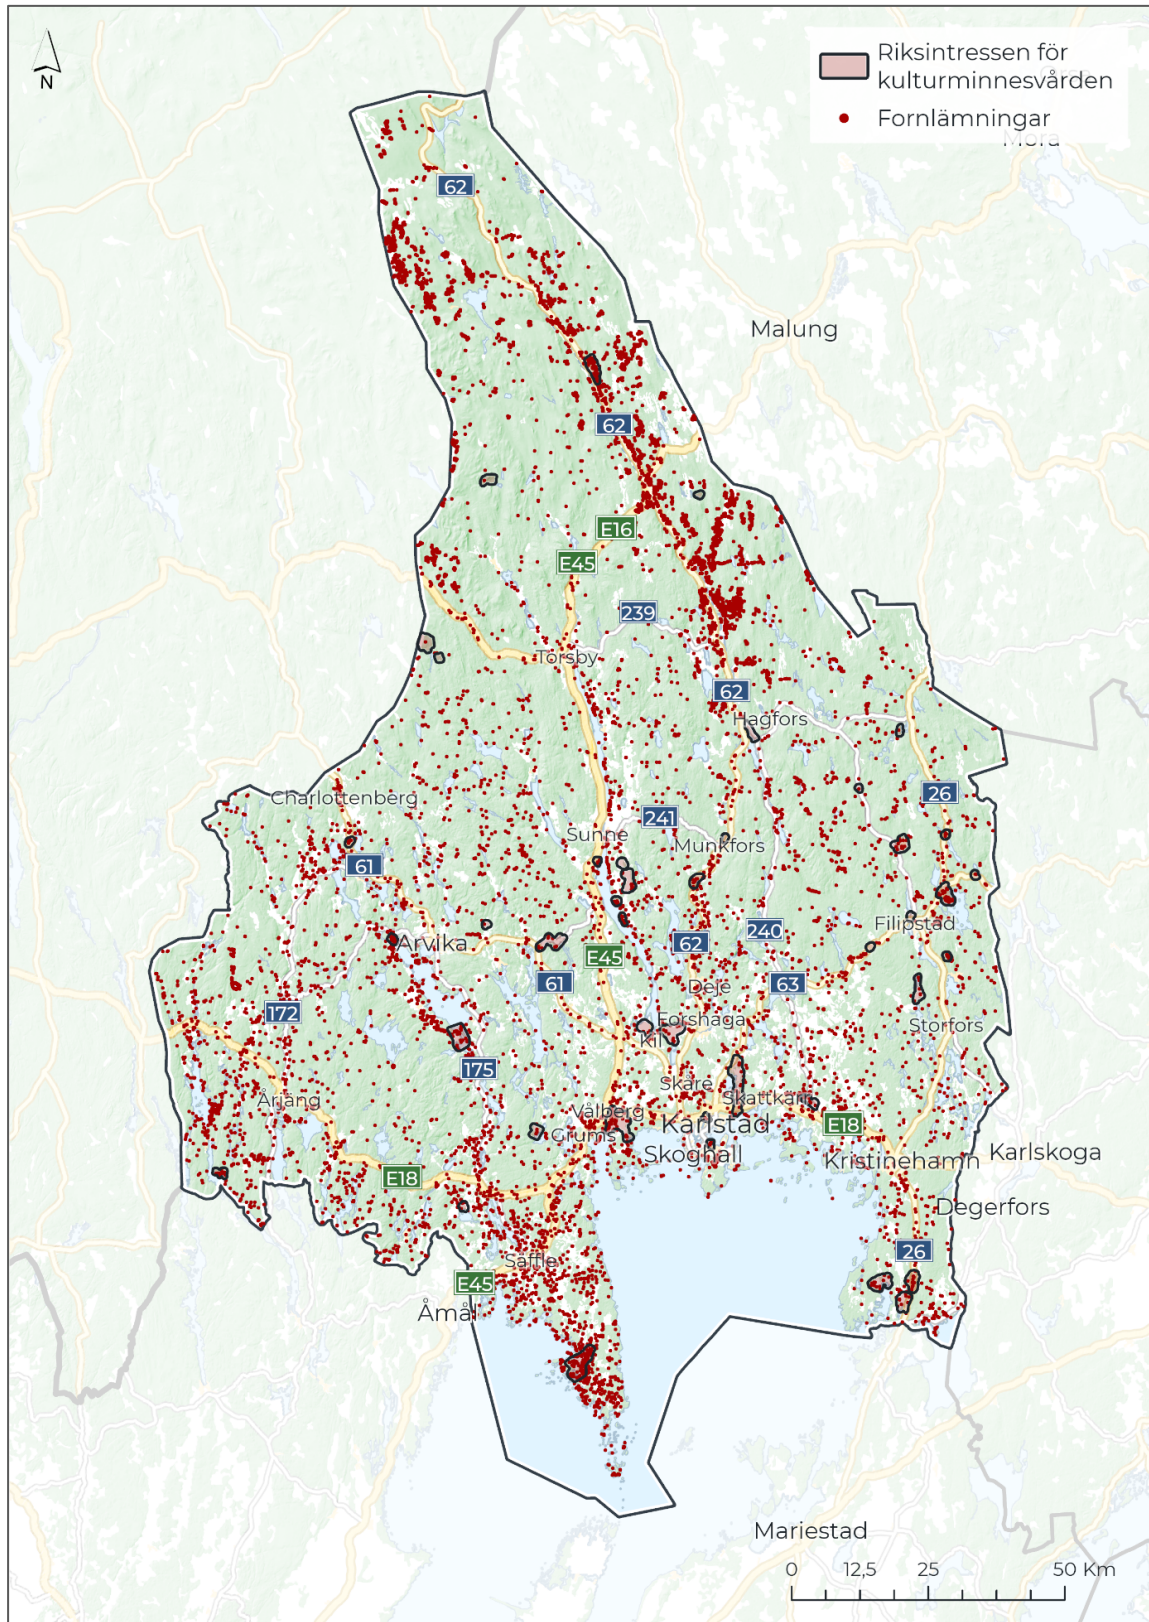 N
Riksintressen för
kulturminnesvården
Fornlämningar
Mora
62
Malung
62
E16
E45
239
Torsby
62
Hagfors
Charlottenberg
26
241
Sunne
Munkfors
61
Filipstad
240
Arvika
62
E45
61
63
Deje
172
Forshaga
Storfors
Kil
175
Skåre
Årjäng
Skattkärr
Vålberg
Karlstad
E18
Grums
Skoghall
Kristinehamn
Karlskoga
E18
Degerfors
26
Säffle
E45
Åmål
Mariestad
0 12,5 25 50 Km